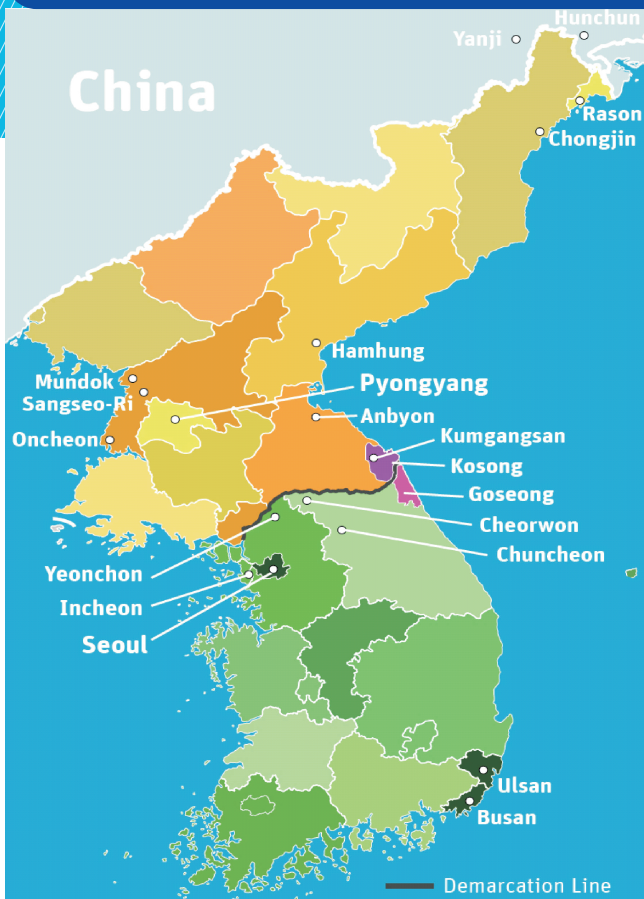 Hunchun
Yanji
China
Rason
Chongjin
Hamhung
Mundok
Pyongyang
Sangseo-Ri
Anbyon
Oncheon
Kumgangsan
Kosong
Goseong
Cheorwon
Chuncheon
Yeonchon
Incheon
Seoul
Ulsan
Busan
Demarcation Line